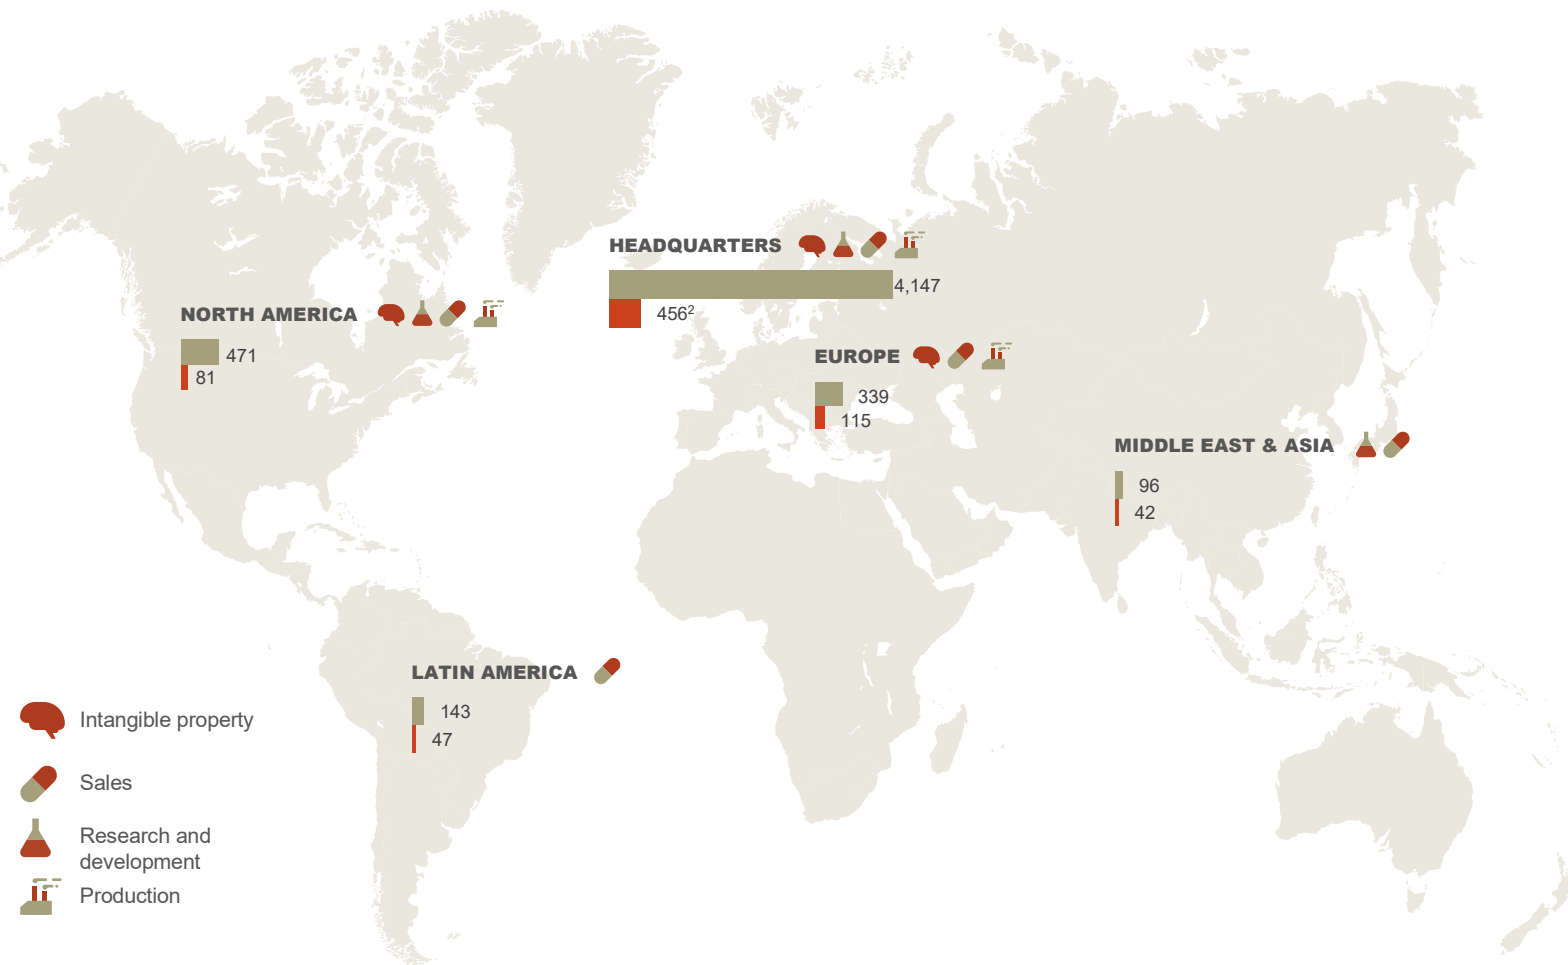 HEADQUARTERS
4,147
456²
NORTH AMERICA
471
81
EUROPE
339
115
MIDDLE EAST & ASIA
96
42
LATIN AMERICA
143
47
Intangible property
Sales
Research and
development
Production